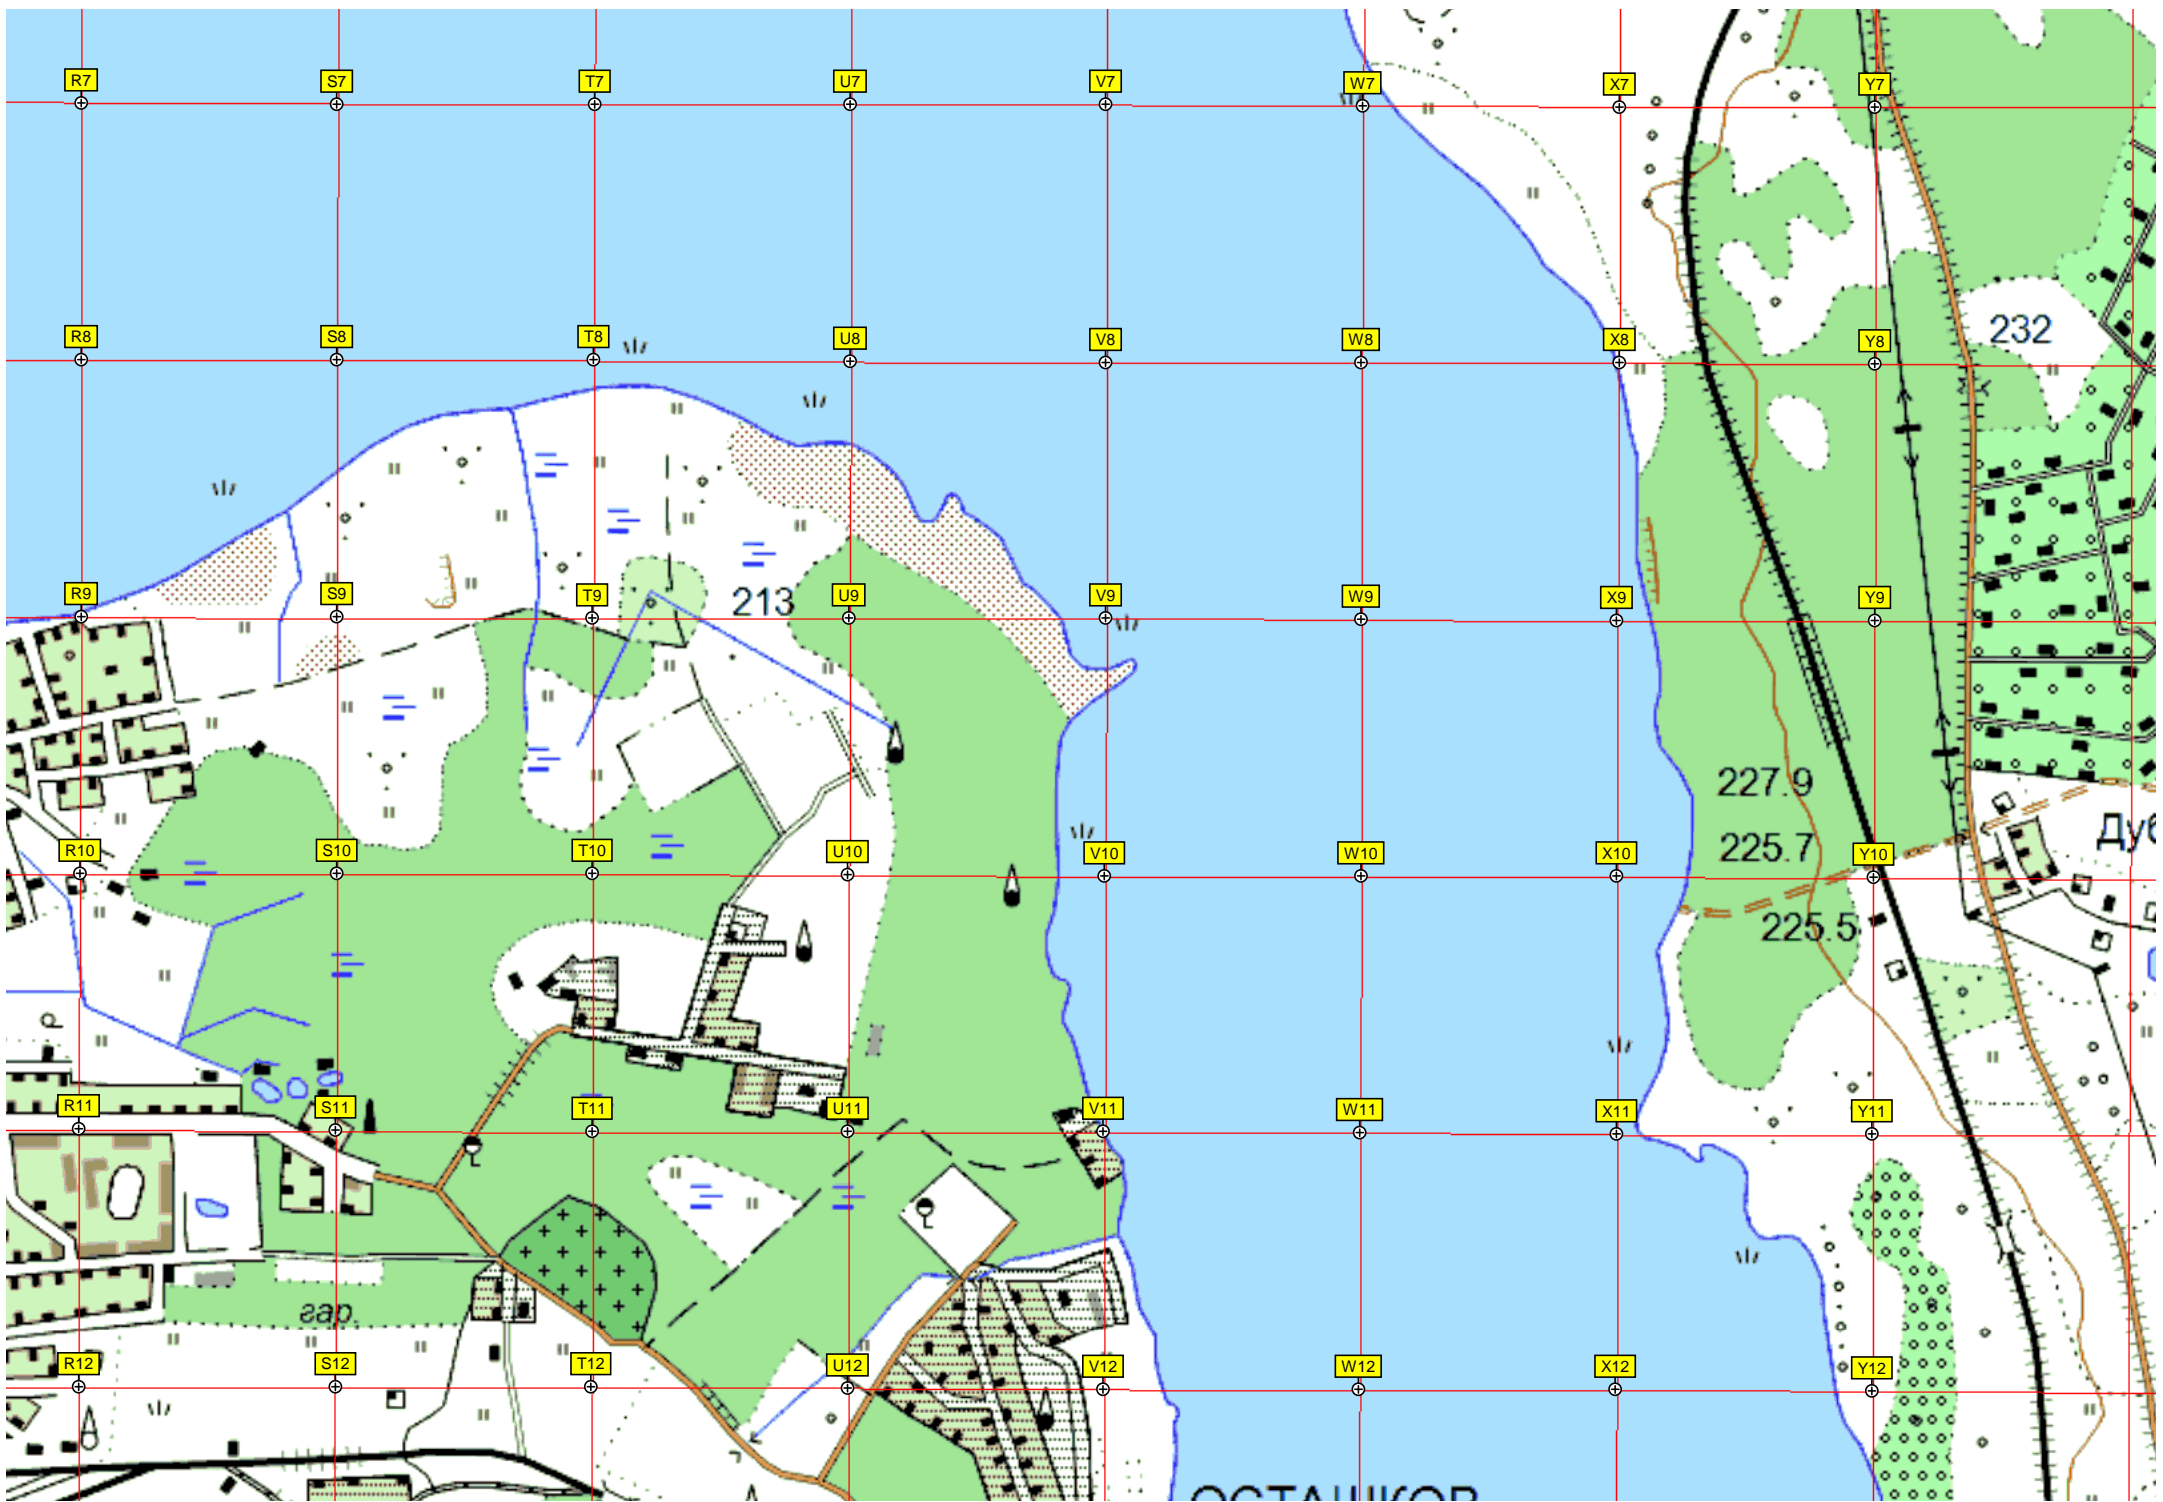 R7 S7 T7 U7 V7 W7 X7 Y7
232
R8 S8 T8 U8 V8 W8 X8 Y8
R9 S9 T9 213 U9 V9 W9 X9 Y9
227.9
Дуб
225.7
R10 S10 T10 U10 V10 W10 X10 Y10
225.5
R11 S11 T11 U11 V11 W11 X11 Y11
гар.
R12 S12 T12 U12 V12 W12 X12 Y12
ОСТАШКОВ